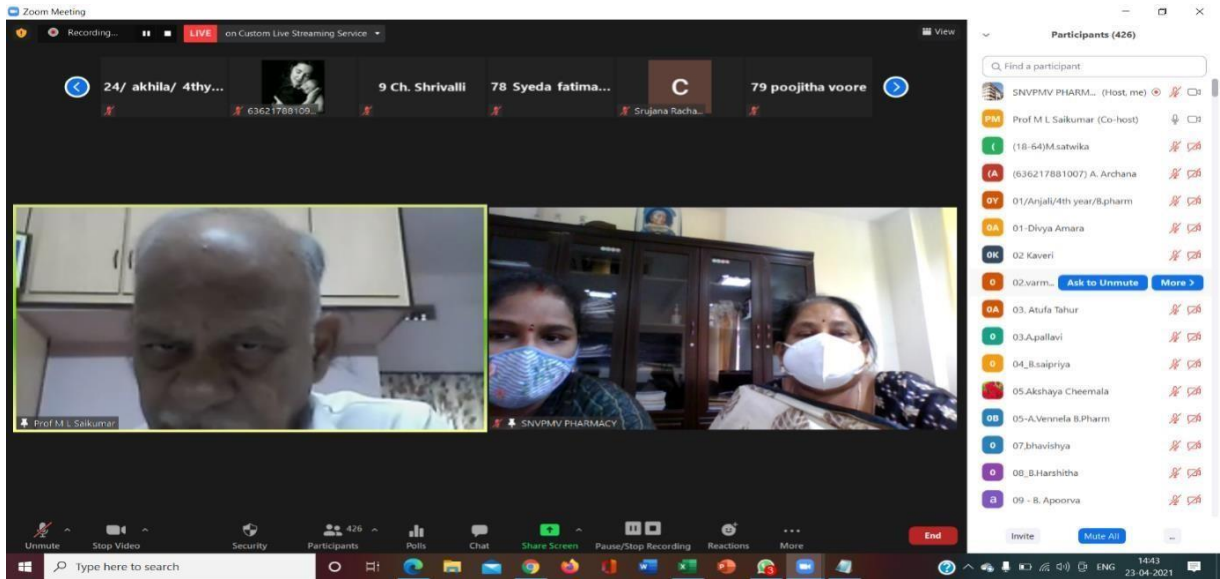 Zoom Meeting
Recording...
LIVE on Custom Live Streaming Service
View
24/ akhila/ 4thy...
63621788109...
9 Ch. Shrivalli
78 Syeda fatima...
C
Srujana Racha...
79 poojitha voore
Prof M L Saikumar
SNVPMV PHARMACY
Participants (426)
Find a participant
SNVPMV PHARM... (Host, me)
PM Prof M L Saikumar (Co-host)
( (18-64)M.satwika
(A (636217881007) A. Archana
0Y 01/Anjali/4th year/B.pharm
0A 01-Divya Amara
0K 02 Kaveri
0 02.varm... Ask to Unmute More >
0A 03. Atufa Tahur
0 03.A.pallavi
0 04_B.saipriya
05.Akshaya Cheemala
0B 05-A.Vennela B.Pharm
0 07,bhavishya
0 08_B.Harshitha
a 09 - B. Apoorva
Invite Mute All ...
Unmute
Stop Video
Security
426
Participants
Polls
Chat
Share Screen
Pause/Stop Recording
Reactions
More
End
Type here to search
ENG
14:43
23-04-2021